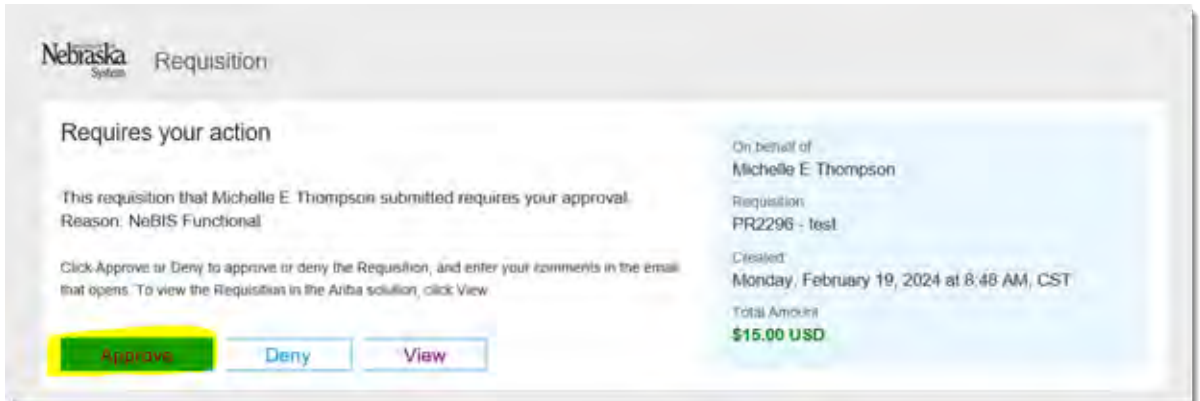 Nebraska
System
Requisition
Requires your action
This requisition that Michelle E Thompson submitted requires your approval.
Reason: NeBIS Functional
Click Approve or Deny to approve or deny the Requisition, and enter your comments in the email
that opens. To view the Requisition in the Ariba solution, click View
Approve
Deny
View
On behalf of
Michelle E Thompson
Requisition
PR2296 - test
Created
Monday, February 19, 2024 at 8:48 AM, CST
Total Amount
$15.00 USD